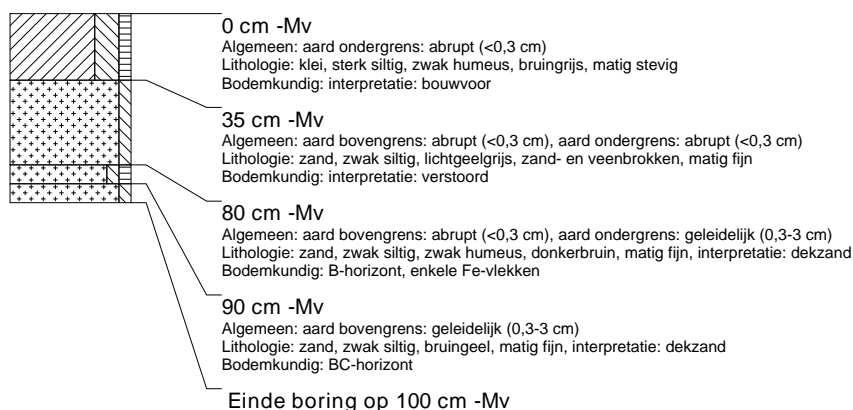 0 cm -Mv
Algemeen: aard ondergrens: abrupt (<0,3 cm)
Lithologie: klei, sterk siltig, zwak humeus, bruingrijs, matig stevig
Bodemkundig: interpretatie: bouwvoor
35 cm -Mv
Algemeen: aard bovengrens: abrupt (<0,3 cm), aard ondergrens: abrupt (<0,3 cm)
Lithologie: zand, zwak siltig, lichtgeelgrijs, zand- en veenbrokken, matig fijn
Bodemkundig: interpretatie: verstoord
80 cm -Mv
Algemeen: aard bovengrens: abrupt (<0,3 cm), aard ondergrens: geleidelijk (0,3-3 cm)
Lithologie: zand, zwak siltig, zwak humeus, donkerbruin, matig fijn, interpretatie: dekzand
Bodemkundig: B-horizont, enkele Fe-vlekken
90 cm -Mv
Algemeen: aard bovengrens: geleidelijk (0,3-3 cm)
Lithologie: zand, zwak siltig, bruingeel, matig fijn, interpretatie: dekzand
Bodemkundig: BC-horizont
Einde boring op 100 cm -Mv